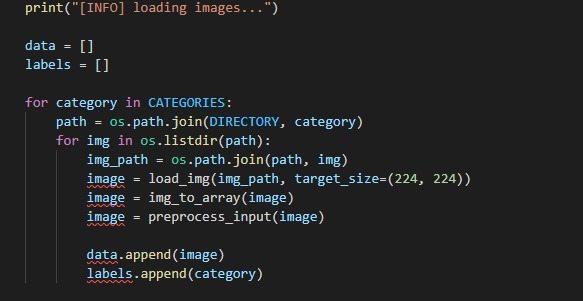 print("[INFO] loading images...")
data = []
labels = []
for category in CATEGORIES:
    path = os.path.join(DIRECTORY, category)
    for img in os.listdir(path):
        img_path = os.path.join(path, img)
        image = load_img(img_path, target_size=(224, 224))
        image = img_to_array(image)
        image = preprocess_input(image)
        data.append(image)
        labels.append(category)